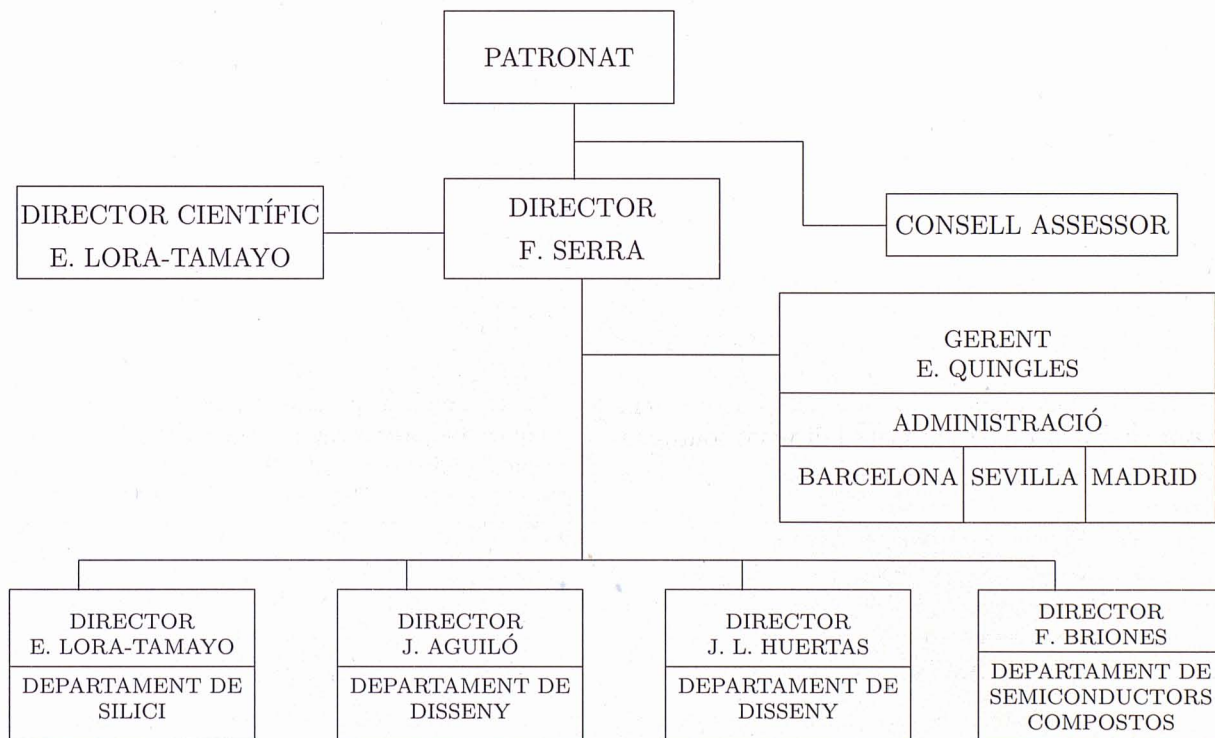 PATRONAT
DIRECTOR CIENTÍFIC
E. LORA-TAMAYO
DIRECTOR
F. SERRA
CONSELL ASSESSOR
GERENT
E. QUINGLES
ADMINISTRACIÓ
BARCELONA SEVILLA MADRID
DIRECTOR
E. LORA-TAMAYO
DEPARTAMENT DE
SILICI
DIRECTOR
J. AGUILÓ
DEPARTAMENT DE
DISSENY
DIRECTOR
J. L. HUERTAS
DEPARTAMENT DE
DISSENY
DIRECTOR
F. BRIONES
DEPARTAMENT DE
SEMICONDUCTORS
COMPOSTOS